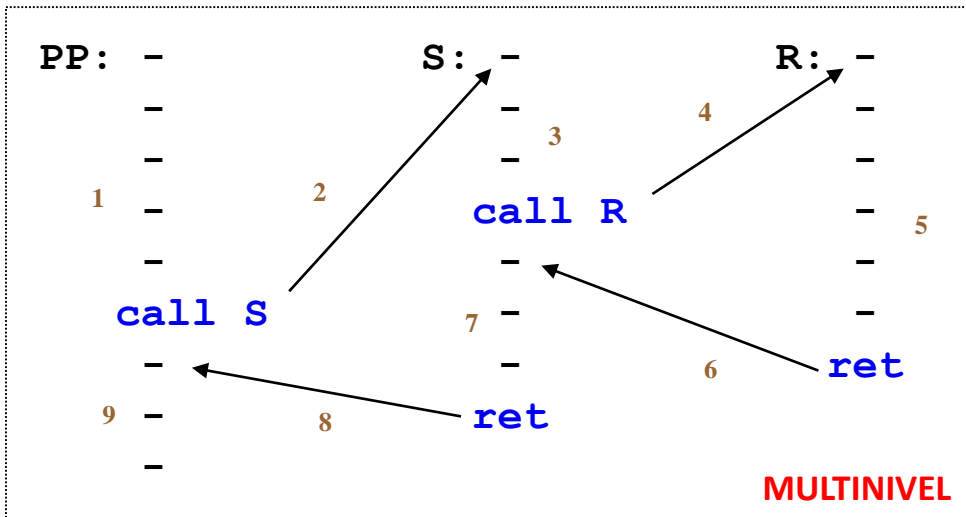 PP: - S: - R: -
- - -
3 4
- - -
1 - 2 call R - 5
- - -
call S 7 - -
- - 6 ret
9 - 8 ret
-
MULTINIVEL